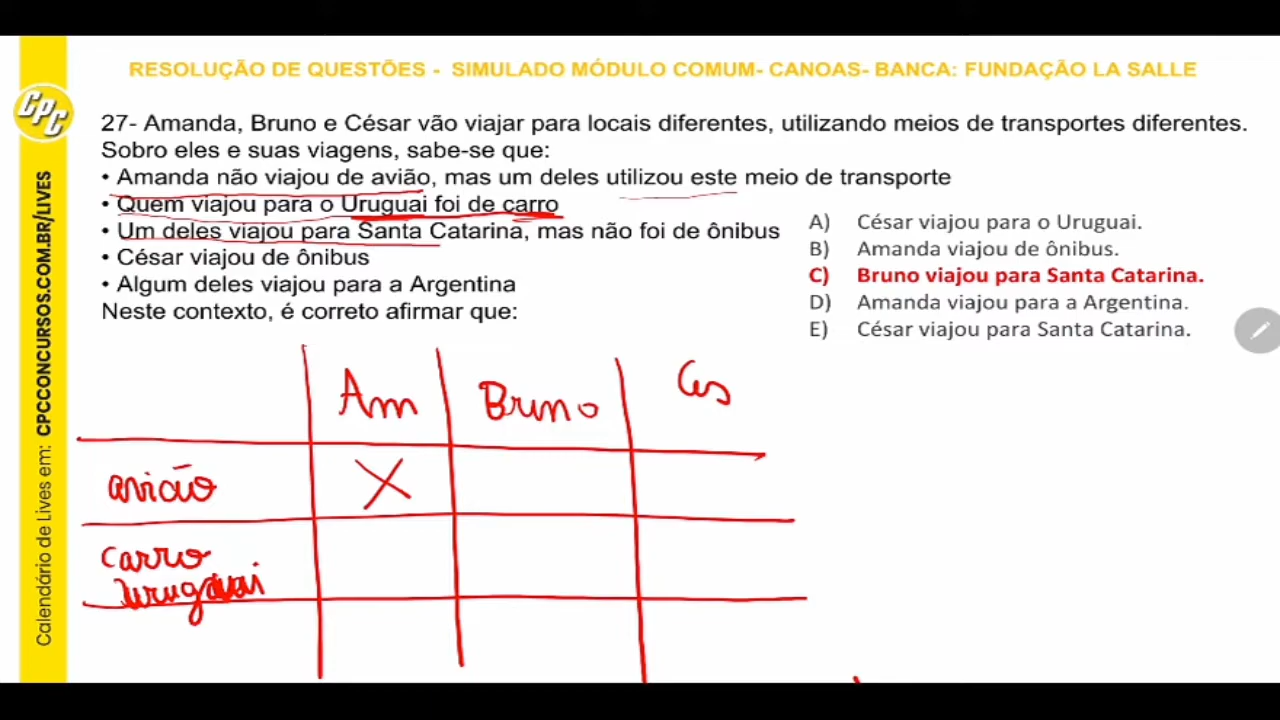 RESOLUÇÃO DE QUESTÕES - SIMULADO MÓDULO COMUM- CANOAS- BANCA: FUNDAÇÃO LA SALLE
CPC
Calendário de Lives em: CPCCONCURSOS.COM.BR/LIVES
27- Amanda, Bruno e César vão viajar para locais diferentes, utilizando meios de transportes diferentes.
Sobro eles e suas viagens, sabe-se que:
• Amanda não viajou de avião, mas um deles utilizou este meio de transporte
• Quem viajou para o Uruguai foi de carro
• Um deles viajou para Santa Catarina, mas não foi de ônibus
• César viajou de ônibus
• Algum deles viajou para a Argentina
Neste contexto, é correto afirmar que:
A) César viajou para o Uruguai.
B) Amanda viajou de ônibus.
C) Bruno viajou para Santa Catarina.
D) Amanda viajou para a Argentina.
E) César viajou para Santa Catarina.
Am Bruno Ces
avião X
carro
Uruguai